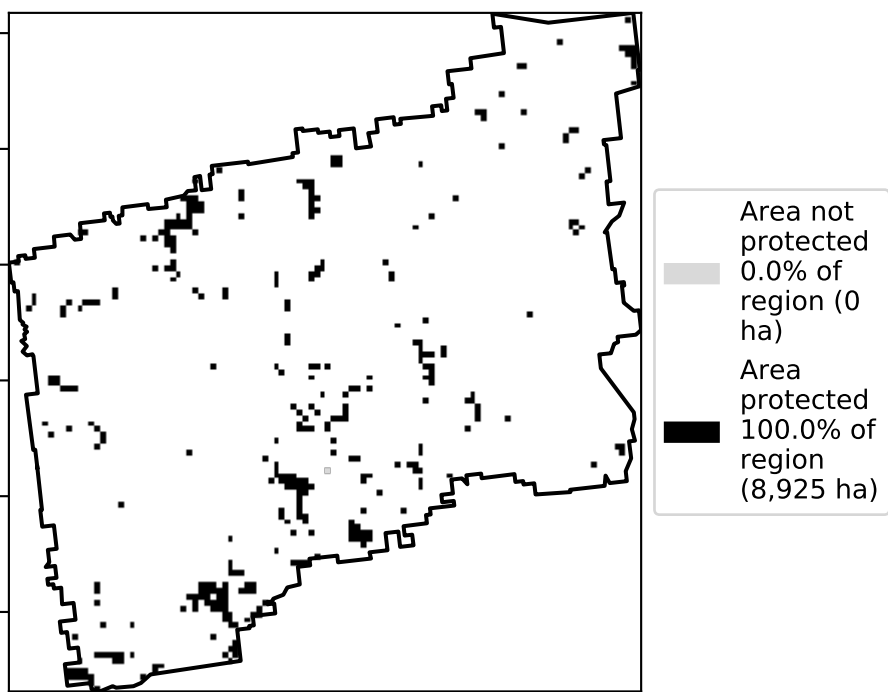 Area not
protected
0.0% of
region (0
ha)
Area
protected
100.0% of
region
(8,925 ha)